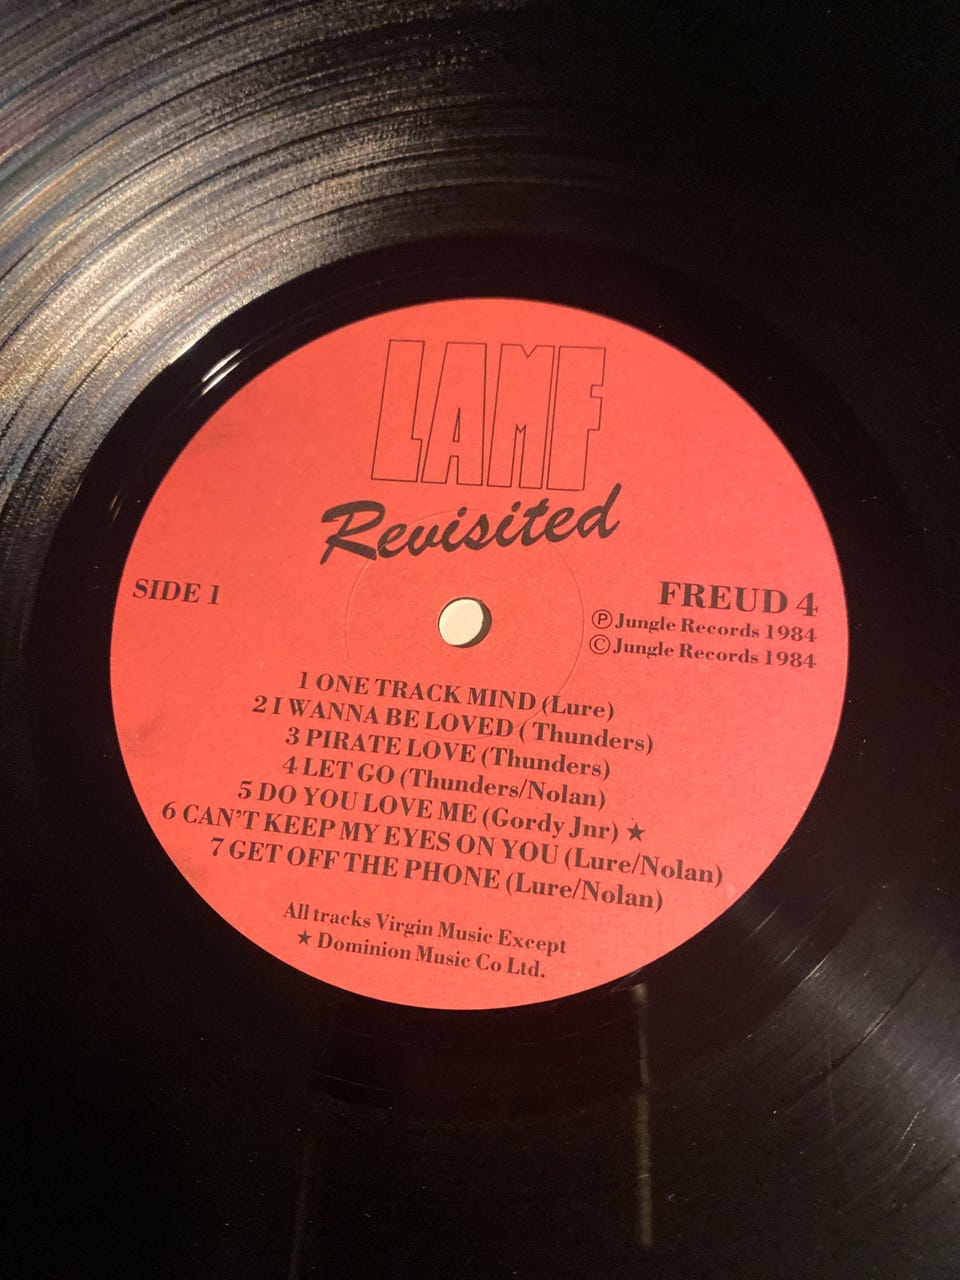 LAMF
Revisited
SIDE 1
FREUD 4
Ⓟ Jungle Records 1984
© Jungle Records 1984
1 ONE TRACK MIND (Lure)
2 I WANNA BE LOVED ( Thunders)
3 PIRATE LOVE (Thunders)
4 LET GO (Thunders/Nolan)
5 DO YOU LOVE ME (Gordy Jnr) ★
6 CAN'T KEEP MY EYES ON YOU (Lure/Nolan)
7 GET OFF THE PHONE (Lure/Nolan)
All tracks Virgin Music Except
★ Dominion Music Co Ltd.